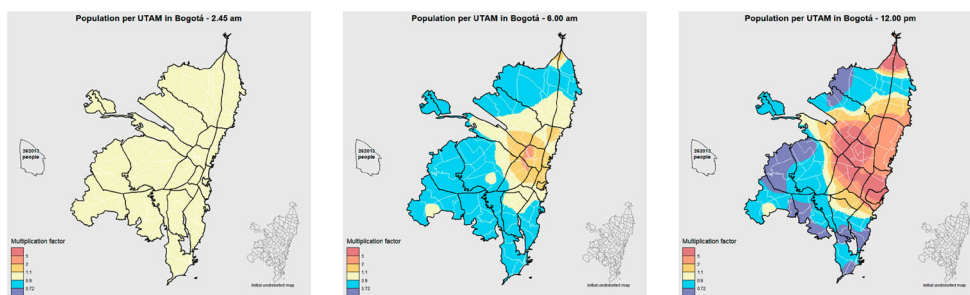 Population per UTAM in Bogotá - 2.45 am
262013
people
Multiplication factor
5
2
1.1
0.9
0.72
Initial undistorted map
Population per UTAM in Bogotá - 6.00 am
262013
people
Multiplication factor
5
2
1.1
0.9
0.72
Initial undistorted map
Population per UTAM in Bogotá - 12.00 pm
262013
people
Multiplication factor
5
2
1.1
0.9
0.72
Initial undistorted map